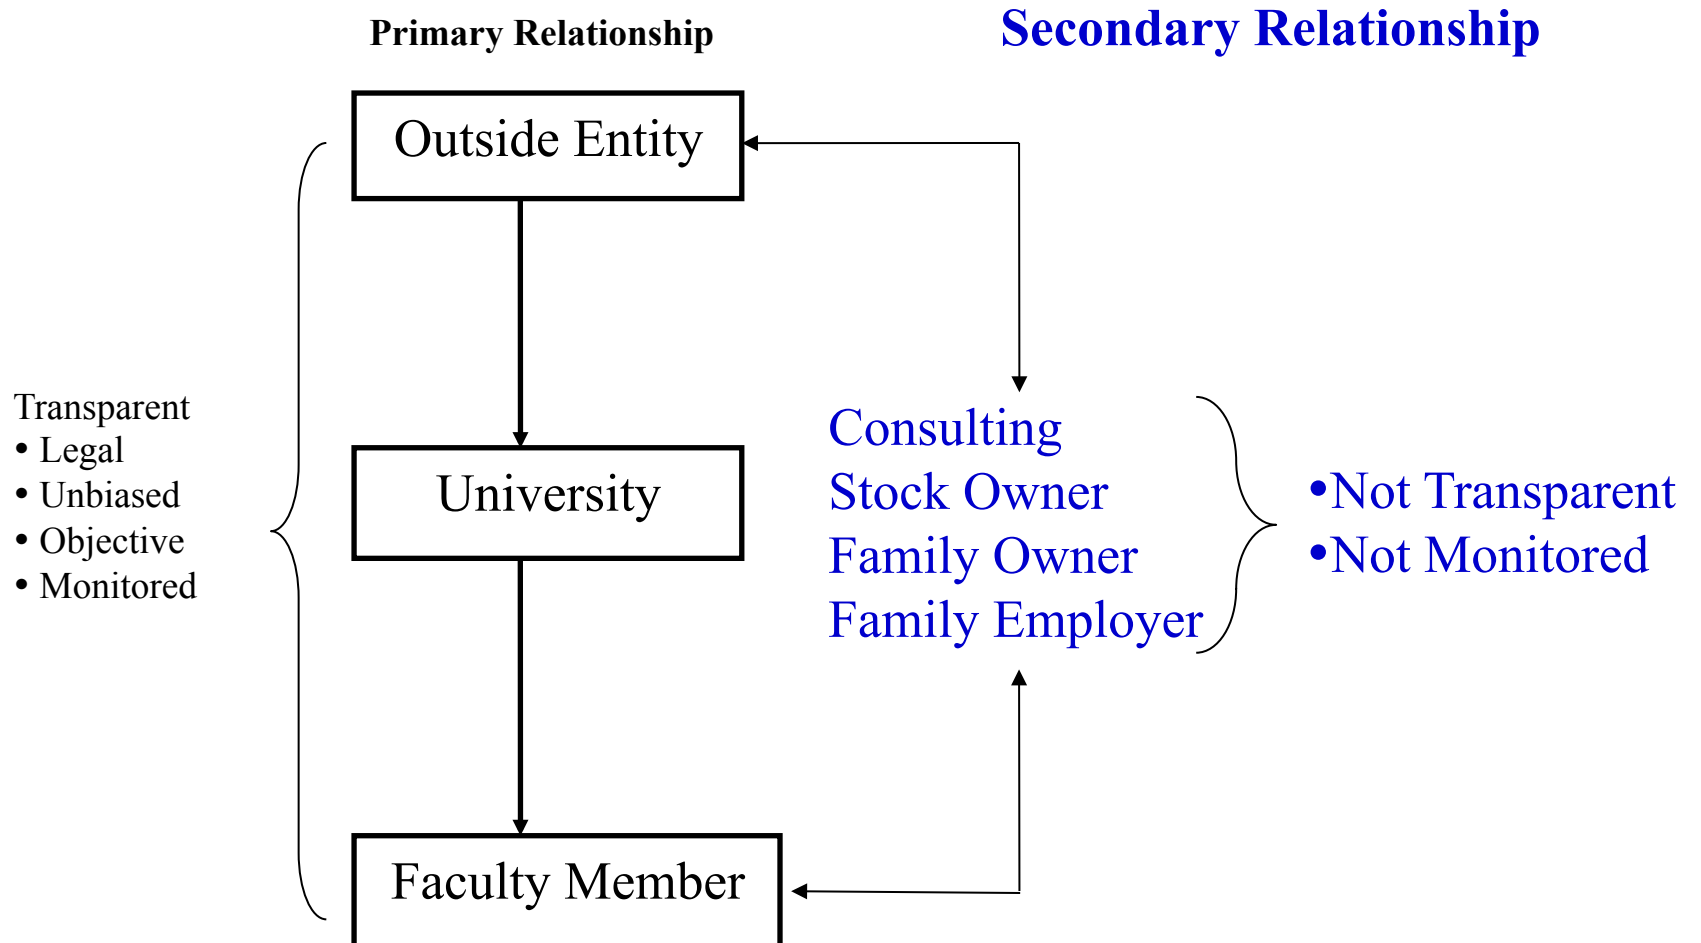 Primary Relationship
Secondary Relationship
Outside Entity
Transparent
• Legal
• Unbiased
• Objective
• Monitored
University
Consulting
Stock Owner
Family Owner
Family Employer
•Not Transparent
•Not Monitored
Faculty Member